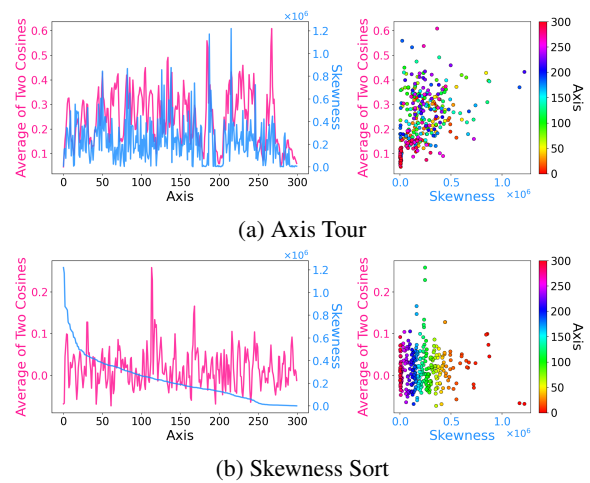 ×10⁶
Average of Two Cosines
0.6
0.5
0.4
0.3
0.2
0.1
1.2
1.0
0.8
0.6
0.4
0.2
0.0
Skewness
0 50 100 150 200 250 300
Axis
Average of Two Cosines
0.6
0.5
0.4
0.3
0.2
0.1
0.0 0.5 1.0
Skewness ×10⁶
300
250
200
150
100
50
0
Axis
(a) Axis Tour
×10⁶
Average of Two Cosines
0.2
0.1
0.0
1.2
1.0
0.8
0.6
0.4
0.2
0.0
Skewness
0 50 100 150 200 250 300
Axis
Average of Two Cosines
0.2
0.1
0.0
0.0 0.5 1.0
Skewness ×10⁶
300
250
200
150
100
50
0
Axis
(b) Skewness Sort